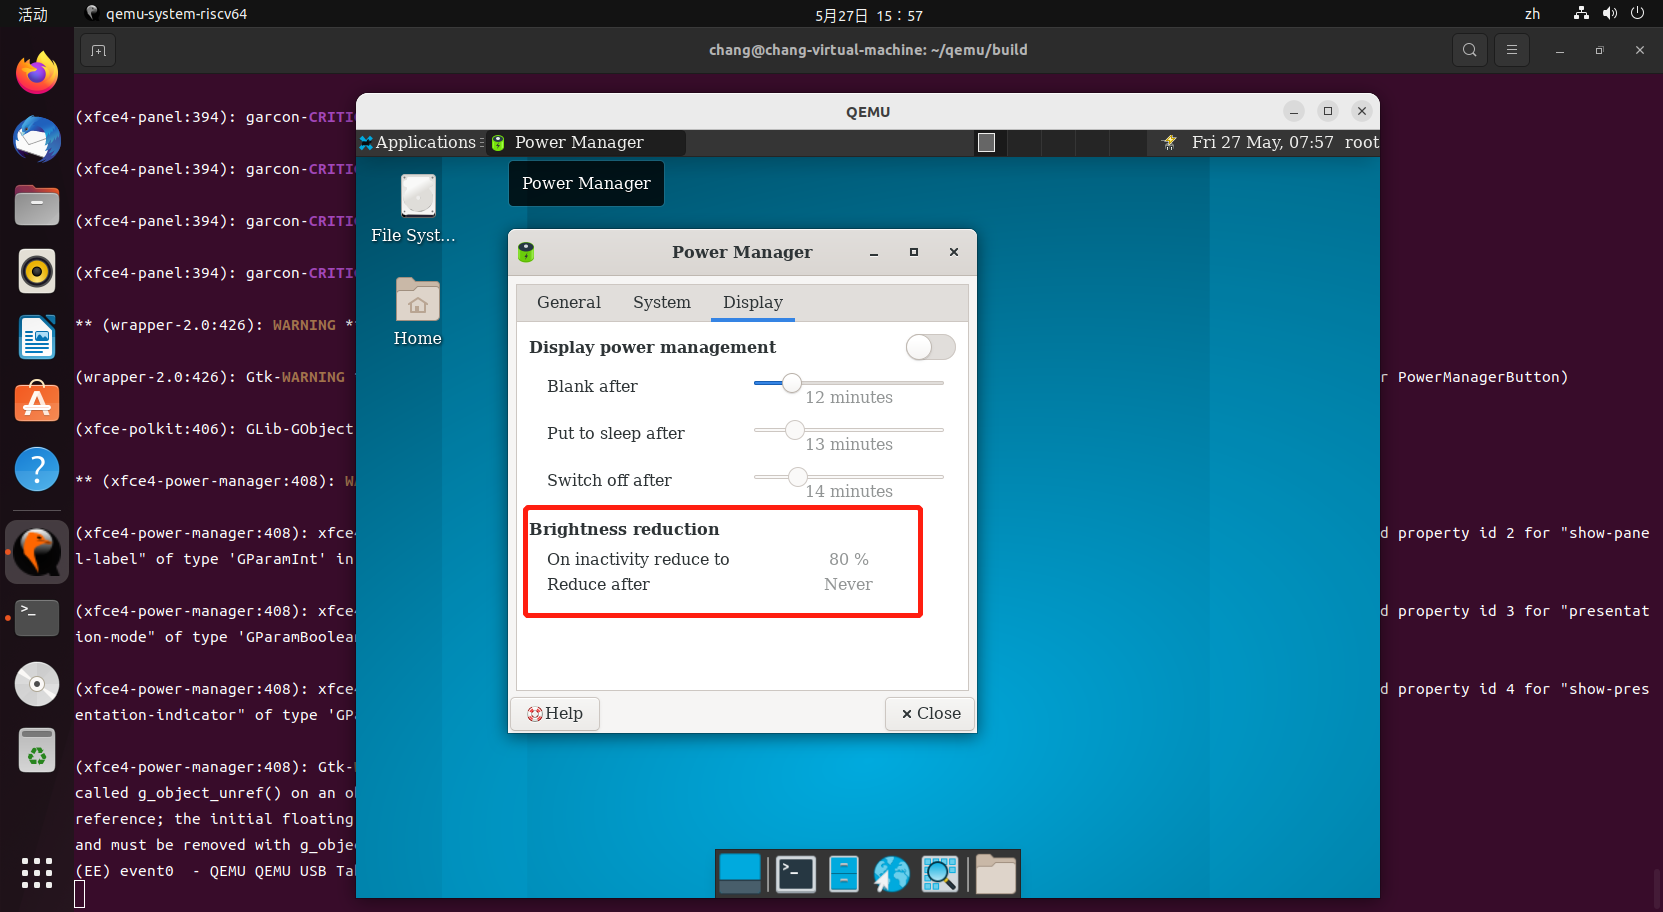 活动
qemu-system-riscv64
5月27日 15：57
zh
chang@chang-virtual-machine: ~/qemu/build
(xfce4-panel:394): garcon-CRITI
(xfce4-panel:394): garcon-CRITI
(xfce4-panel:394): garcon-CRITI
(xfce4-panel:394): garcon-CRITI
** (wrapper-2.0:426): WARNING *
(wrapper-2.0:426): Gtk-WARNING
r PowerManagerButton)
(xfce-polkit:406): GLib-GObject
** (xfce4-power-manager:408): W
(xfce4-power-manager:408): xfce
d property id 2 for "show-pane
l-label" of type 'GParamInt' in
(xfce4-power-manager:408): xfce
d property id 3 for "presentat
ion-mode" of type 'GParamBoolea
(xfce4-power-manager:408): xfce
d property id 4 for "show-pres
entation-indicator" of type 'GP
(xfce4-power-manager:408): Gtk-
called g_object_unref() on an o
reference; the initial floating
and must be removed with g_obje
(EE) event0  - QEMU QEMU USB Ta
QEMU
Applications
Power Manager
Fri 27 May, 07:57
root
Power Manager
File Syst...
Home
Power Manager
General
System
Display
Display power management
Blank after
12 minutes
Put to sleep after
13 minutes
Switch off after
14 minutes
Brightness reduction
On inactivity reduce to
80 %
Reduce after
Never
Help
Close